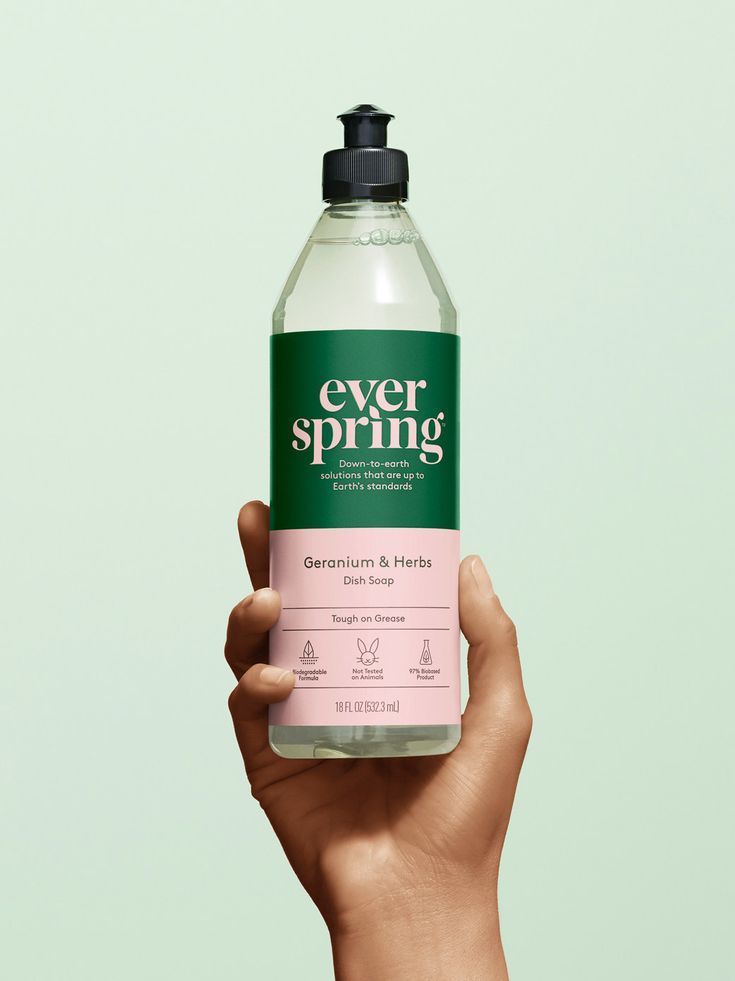 ever
spring™
Down-to-earth
solutions that are up to
Earth's standards
Geranium & Herbs
Dish Soap
Tough on Grease
Biodegradable
Formula
Not Tested
on Animals
97% Biobased
Product
18 FL OZ (532.3 mL)